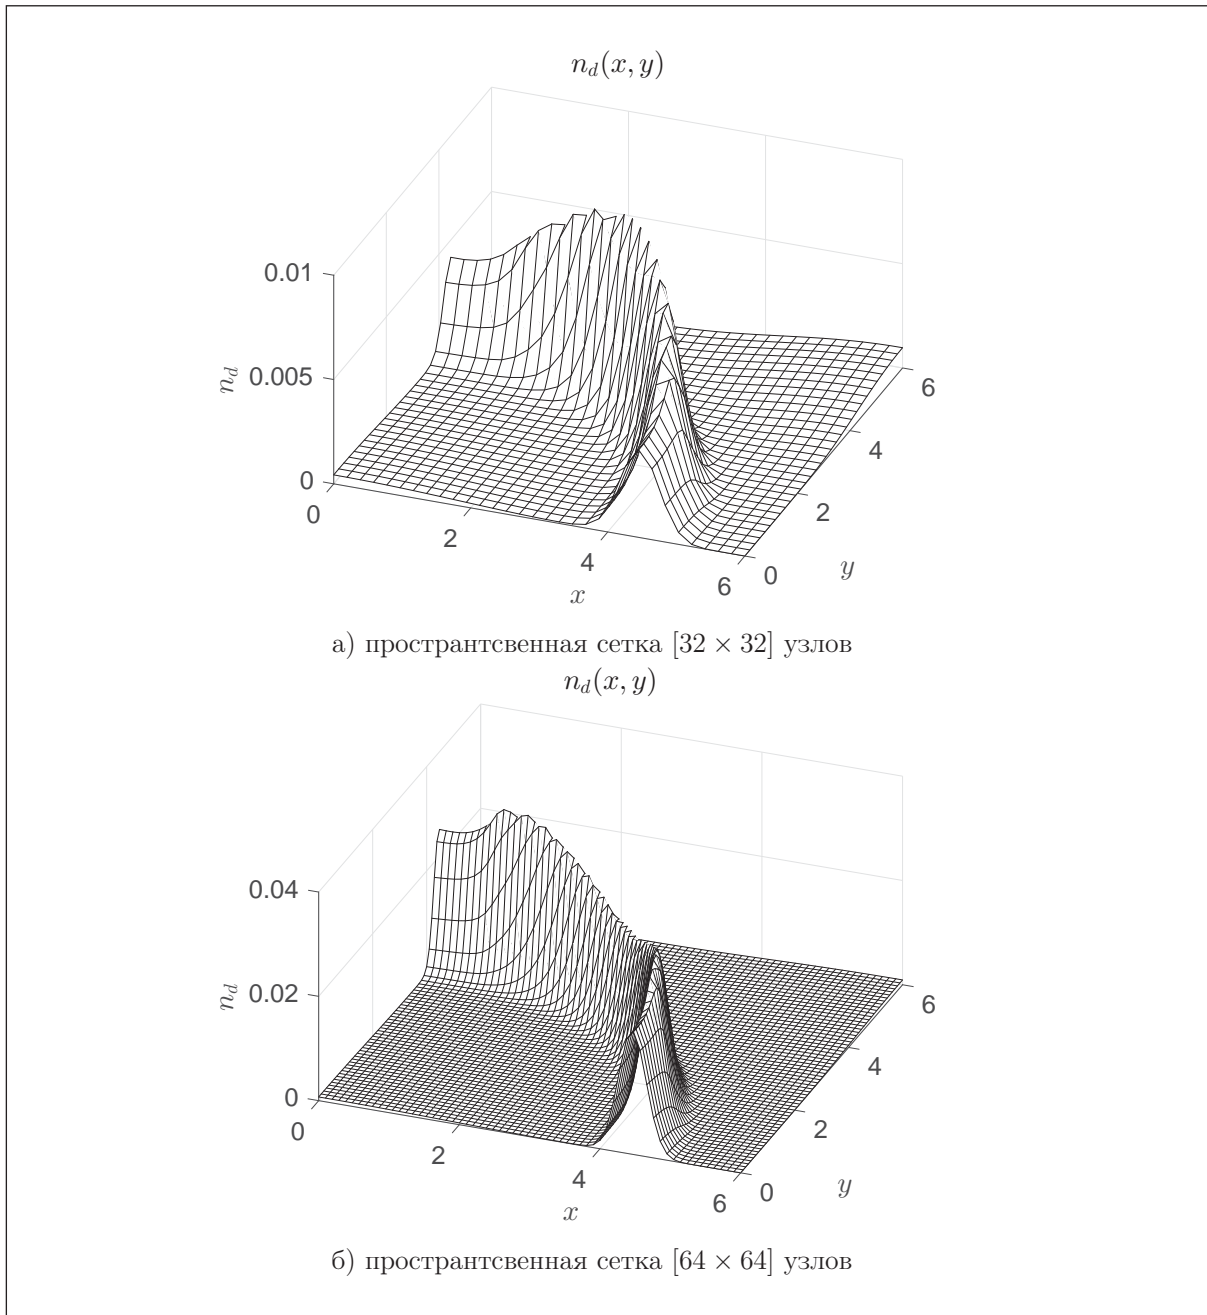 n_d(x, y)
0.01
0.005
0
n_d
0
2
4
6
x
0
2
4
6
y
а) пространтсвенная сетка [32 × 32] узлов
n_d(x, y)
0.04
0.02
0
n_d
0
2
4
6
x
0
2
4
6
y
б) пространтсвенная сетка [64 × 64] узлов